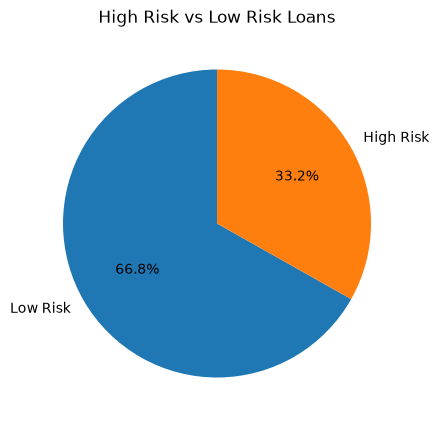 High Risk vs Low Risk Loans
High Risk
33.2%
66.8%
Low Risk